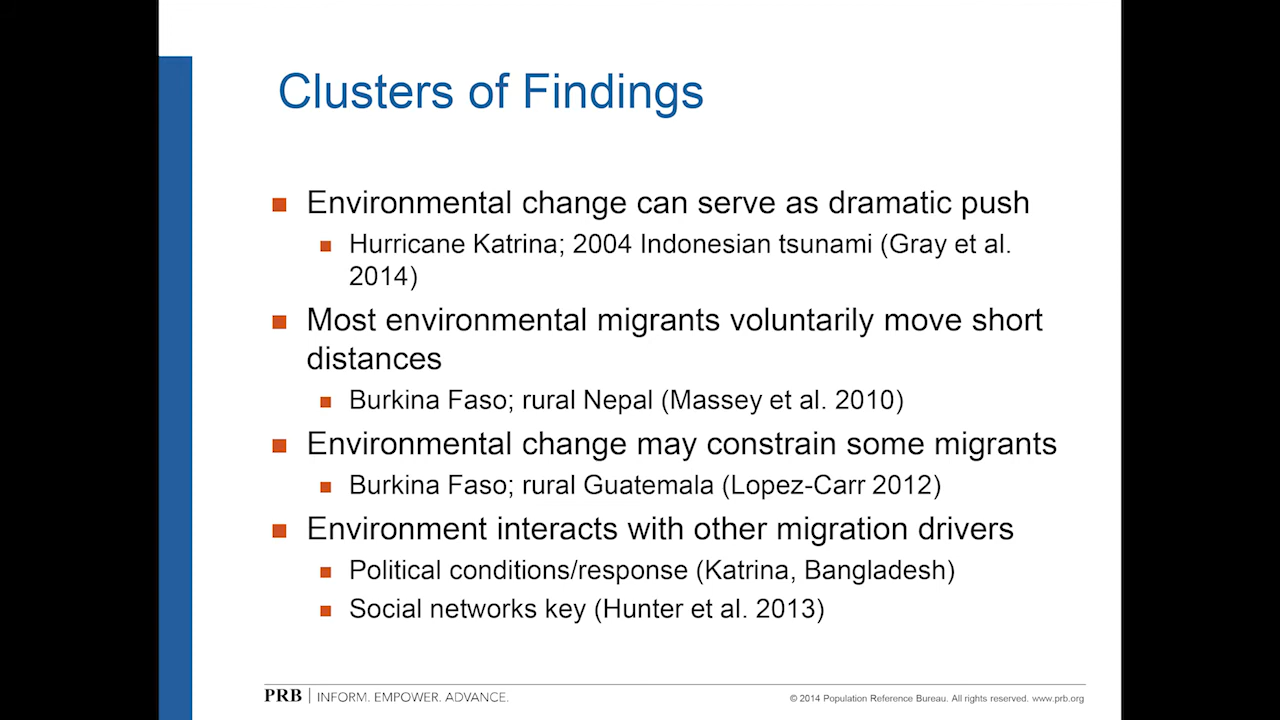 Clusters of Findings
Environmental change can serve as dramatic push
Hurricane Katrina; 2004 Indonesian tsunami (Gray et al.
2014)
Most environmental migrants voluntarily move short
distances
Burkina Faso; rural Nepal (Massey et al. 2010)
Environmental change may constrain some migrants
Burkina Faso; rural Guatemala (Lopez-Carr 2012)
Environment interacts with other migration drivers
Political conditions/response (Katrina, Bangladesh)
Social networks key (Hunter et al. 2013)
PRB | INFORM. EMPOWER. ADVANCE.
© 2014 Population Reference Bureau. All rights reserved. www.prb.org